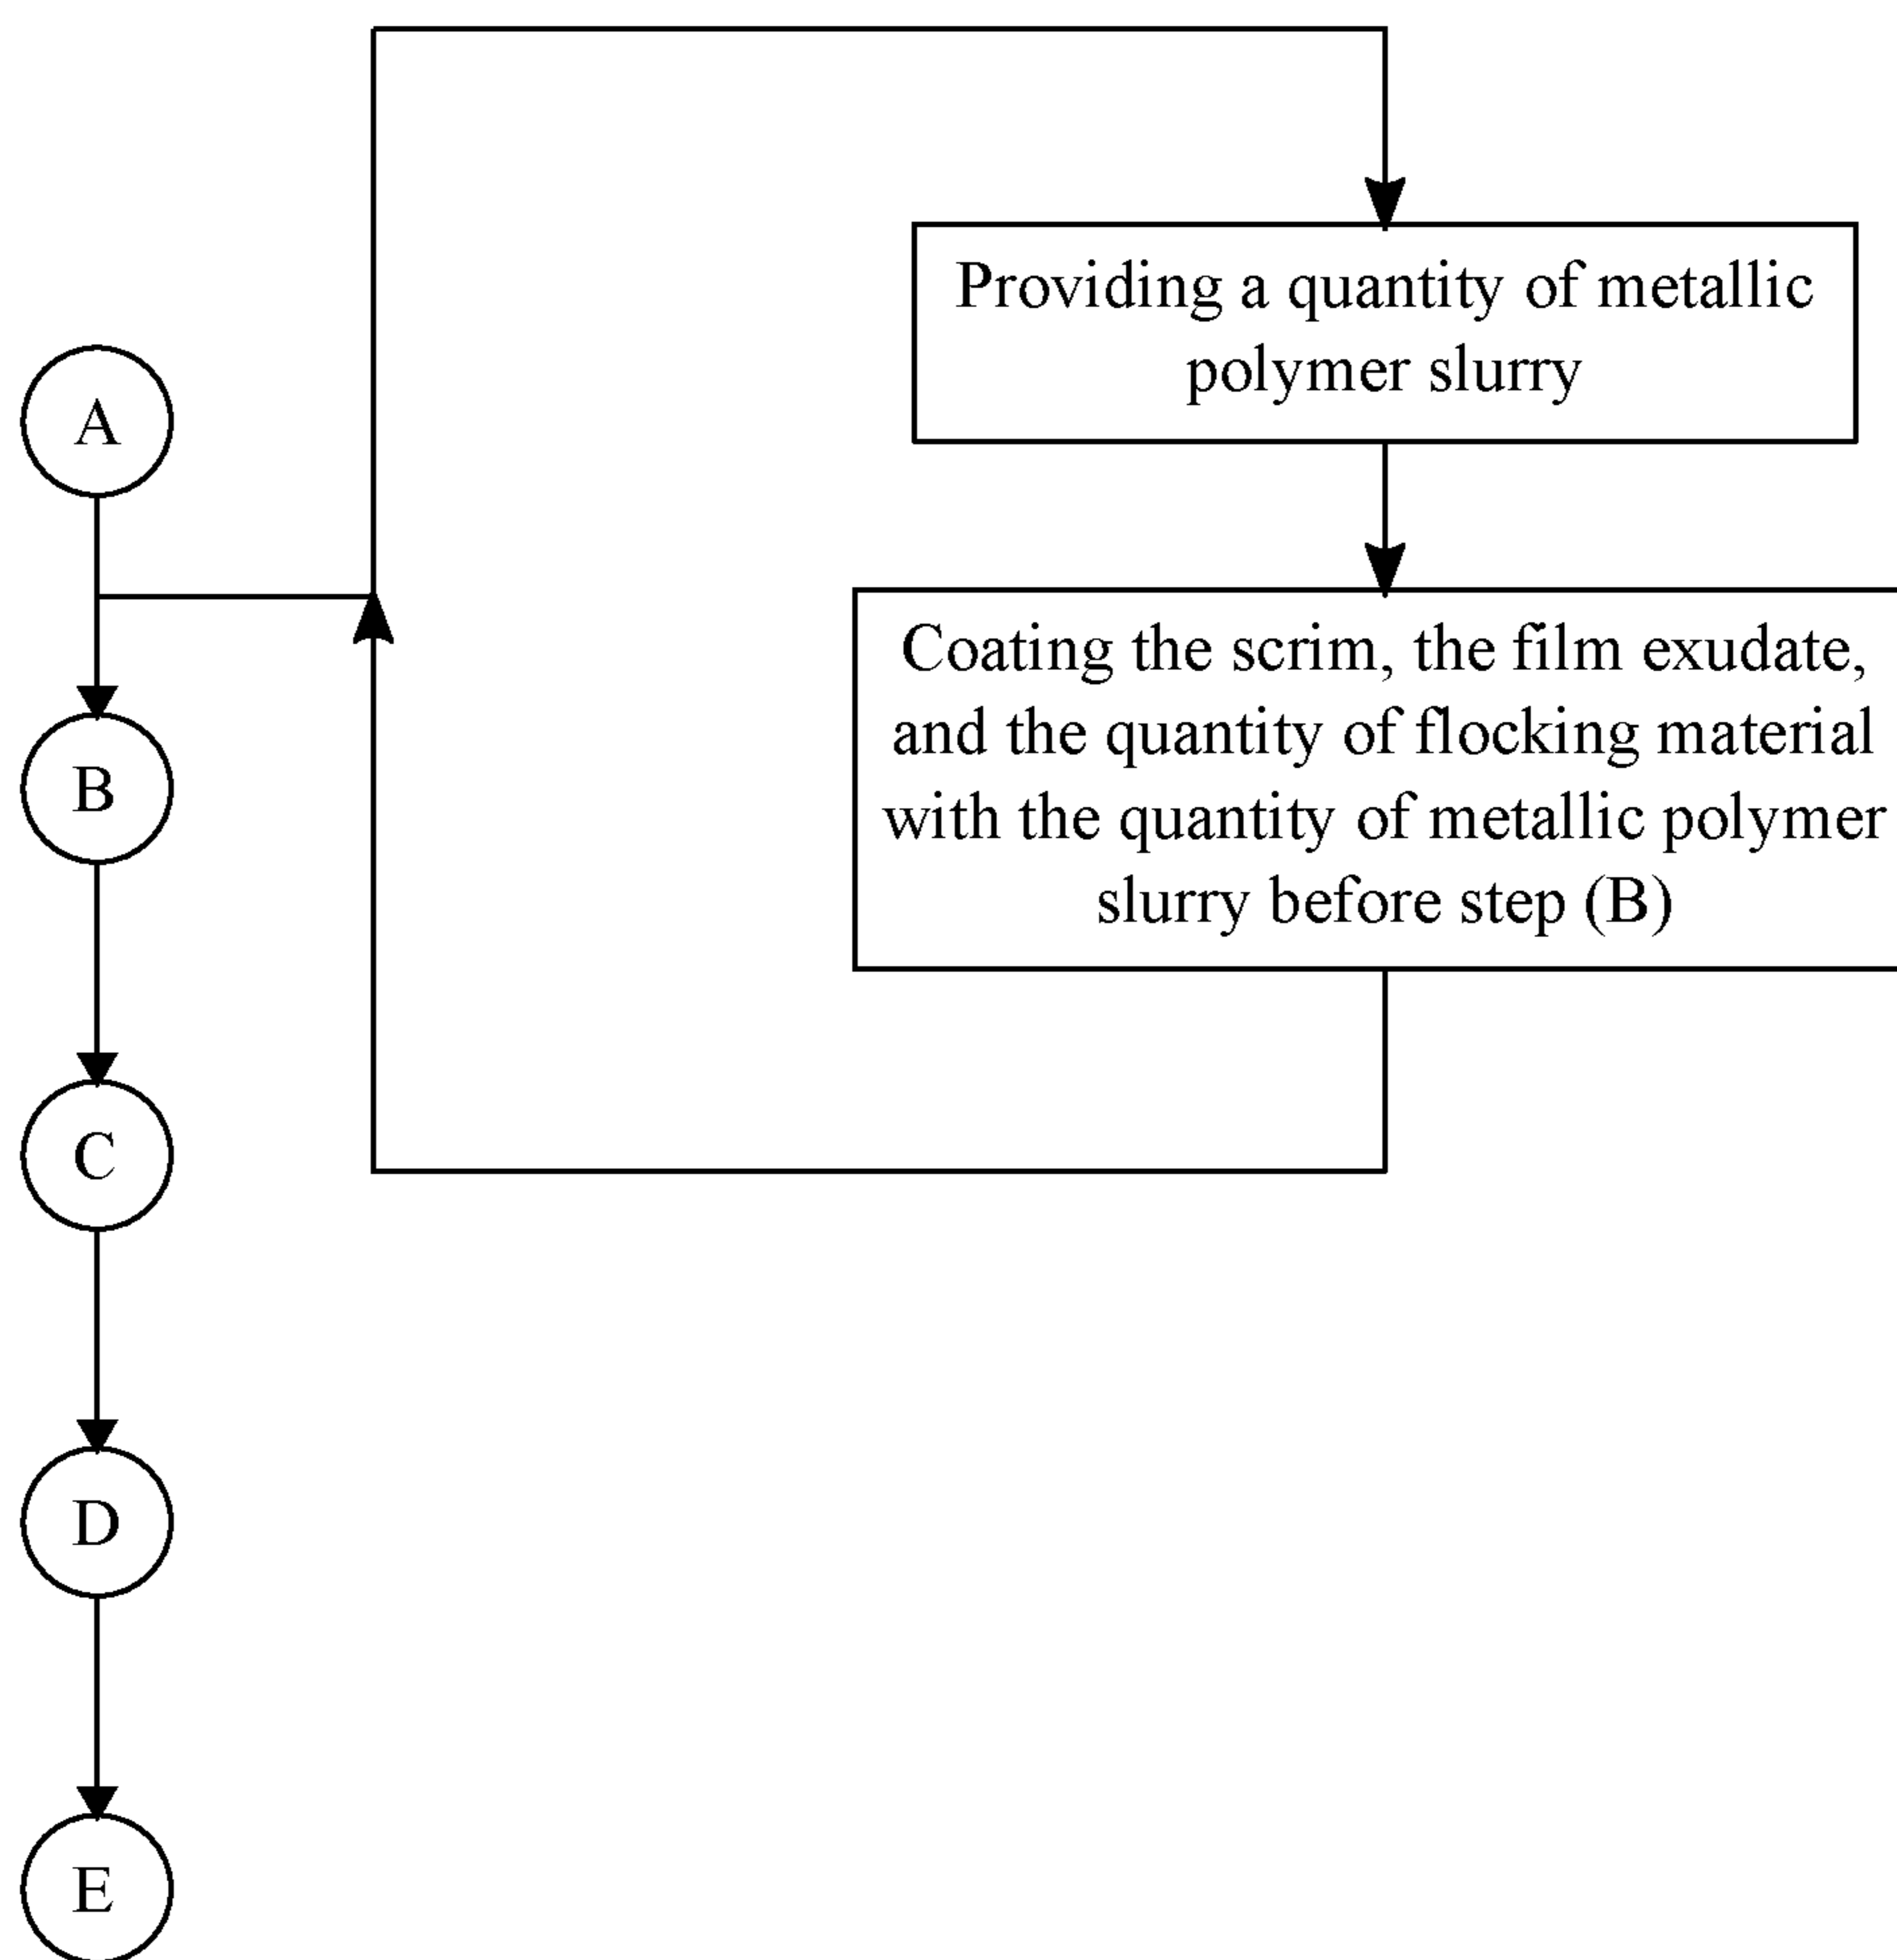 A
B
C
D
E
Providing a quantity of metallic
polymer slurry
Coating the scrim, the film exudate,
and the quantity of flocking material
with the quantity of metallic polymer
slurry before step (B)